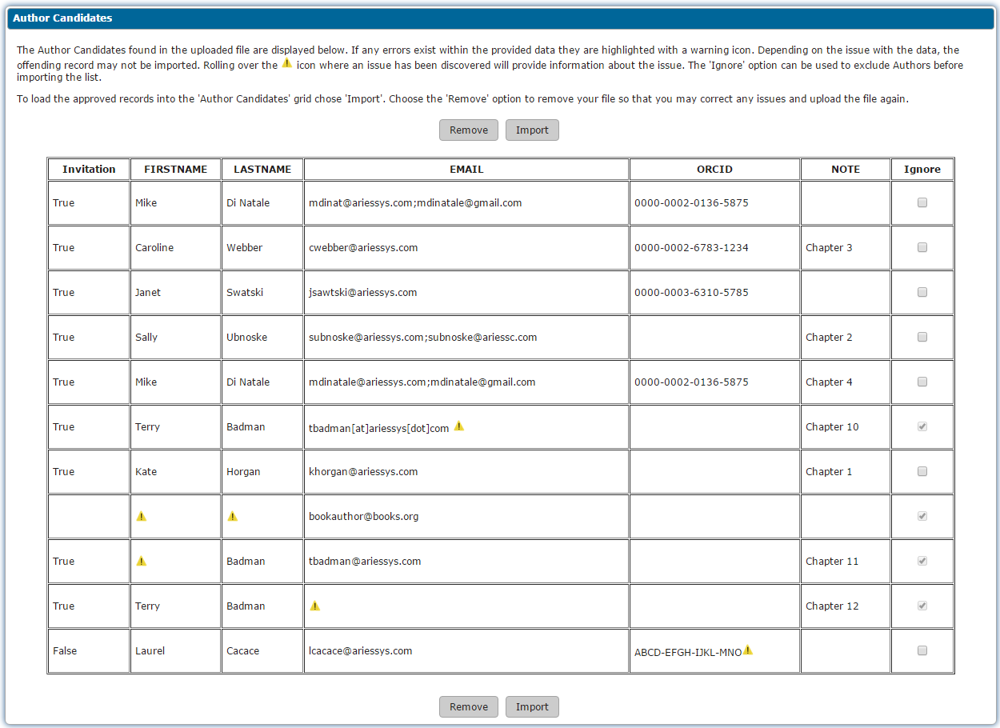 Author Candidates
The Author Candidates found in the uploaded file are displayed below. If any errors exist within the provided data they are highlighted with a warning icon. Depending on the issue with the data, the
offending record may not be imported. Rolling over the icon where an issue has been discovered will provide information about the issue. The 'Ignore' option can be used to exclude Authors before
importing the list.
To load the approved records into the 'Author Candidates' grid chose 'Import'. Choose the 'Remove' option to remove your file so that you may correct any issues and upload the file again.
Remove Import
Invitation FIRSTNAME LASTNAME EMAIL ORCID NOTE Ignore
True Mike Di Natale mdinat@ariessys.com;mdinatale@gmail.com 0000-0002-0136-5875
True Caroline Webber cwebber@ariessys.com 0000-0002-6783-1234 Chapter 3
True Janet Swatski jsawtski@ariessys.com 0000-0003-6310-5785
True Sally Ubnoske subnoske@ariessys.com;subnoske@ariessc.com Chapter 2
True Mike Di Natale mdinatale@ariessys.com;mdinatale@gmail.com 0000-0002-0136-5875 Chapter 4
True Terry Badman tbadman[at]ariessys[dot]com Chapter 10
True Kate Horgan khorgan@ariessys.com Chapter 1
bookauthor@books.org
True Badman tbadman@ariessys.com Chapter 11
True Terry Badman Chapter 12
False Laurel Cacace lcacace@ariessys.com ABCD-EFGH-IJKL-MNO
Remove Import